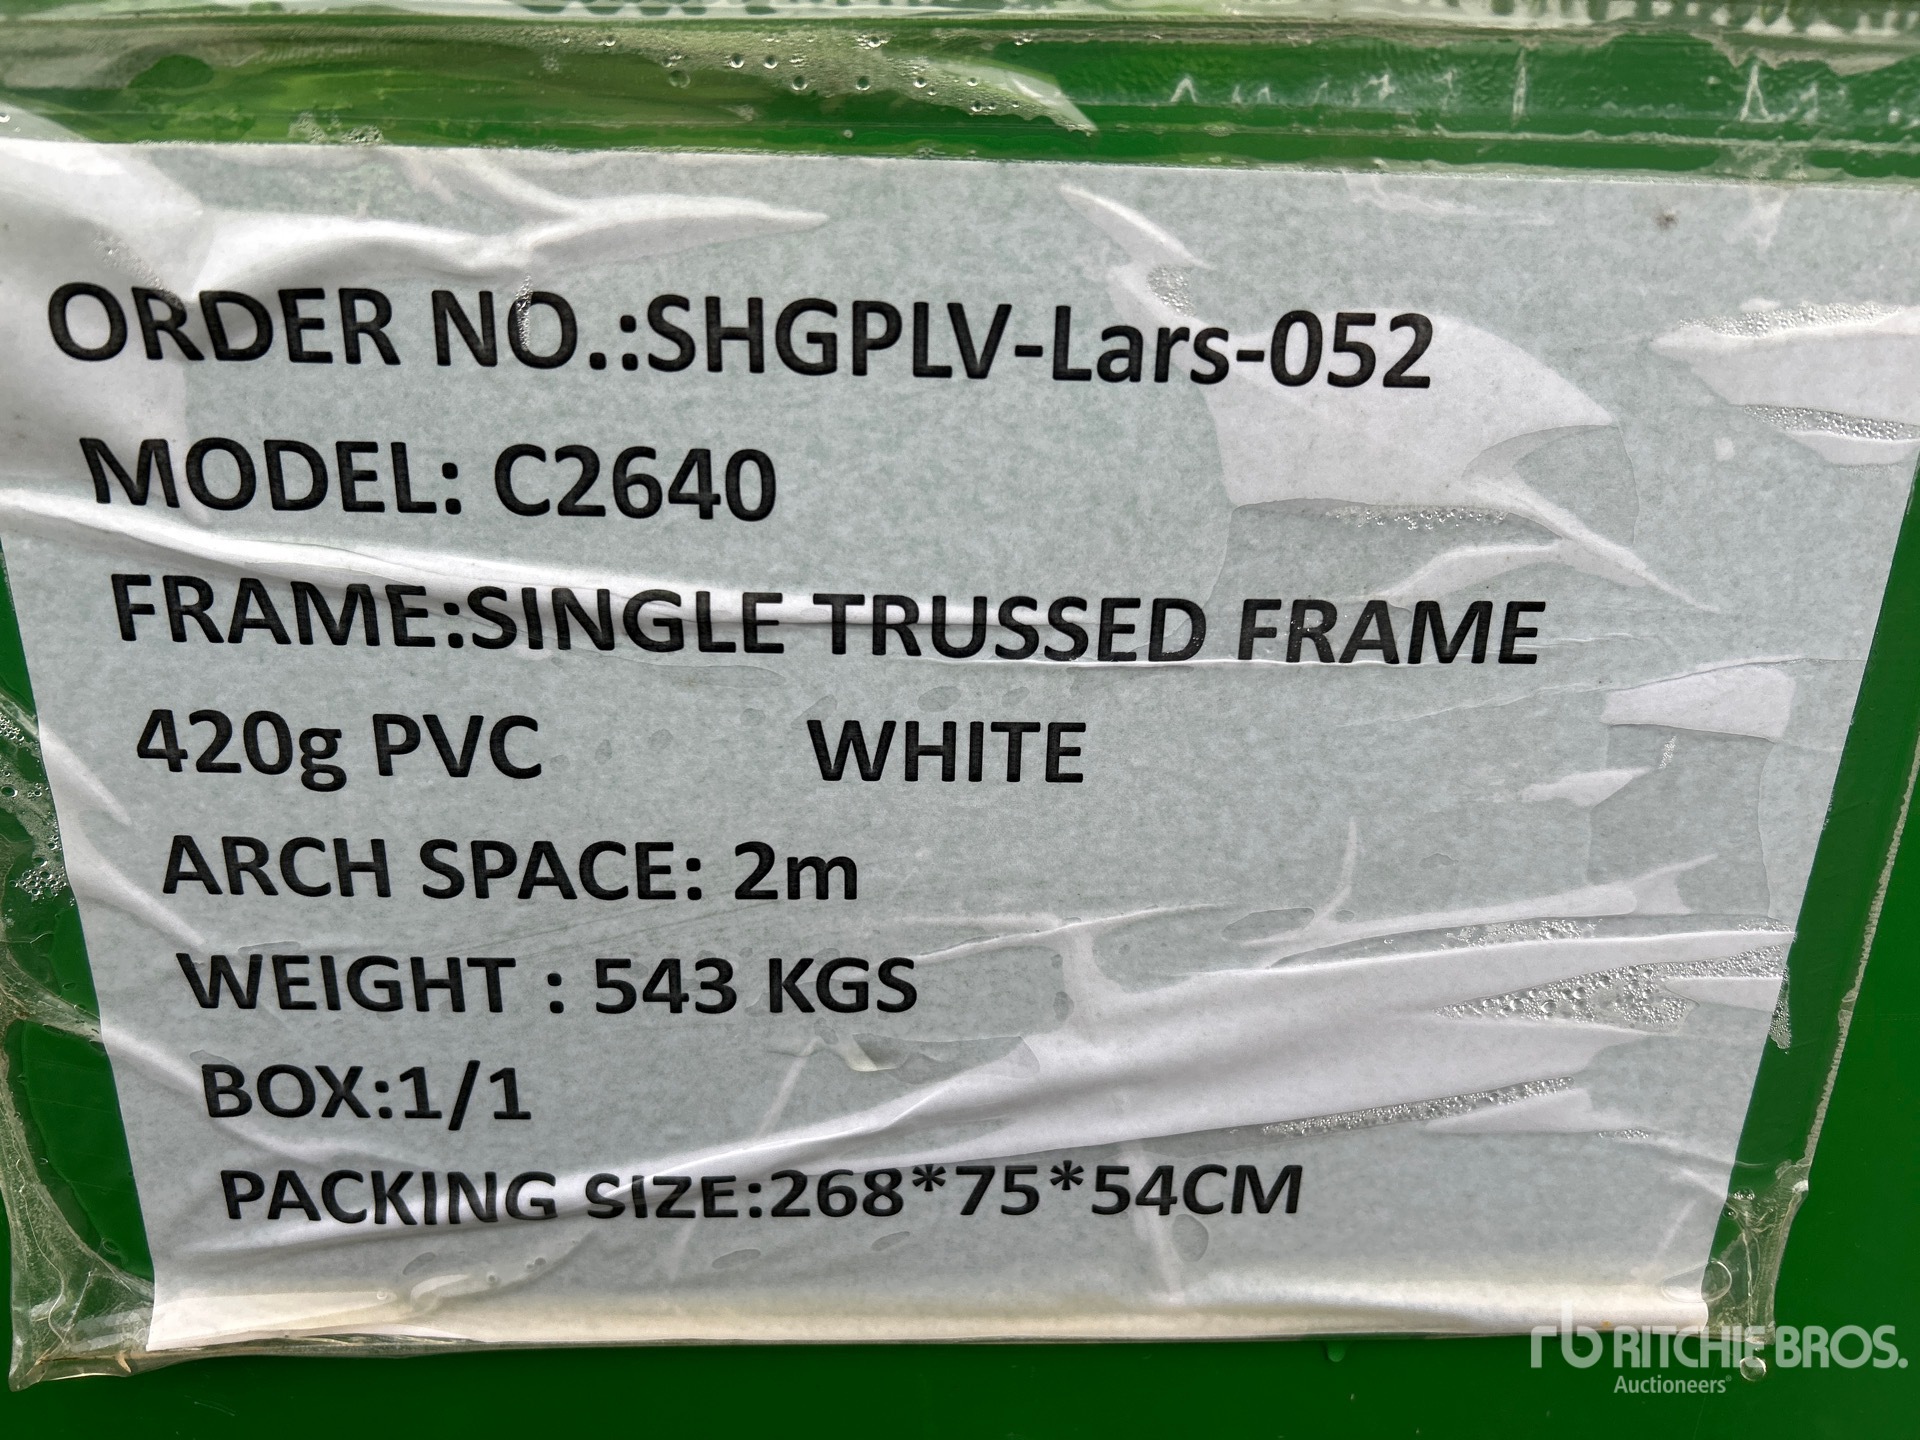 ORDER NO.:SHGPLV-Lars-052
MODEL: C2640
FRAME:SINGLE TRUSSED FRAME
420g PVC WHITE
ARCH SPACE: 2m
WEIGHT : 543 KGS
BOX:1/1
PACKING SIZE:268*75*54CM
rb RITCHIE BROS.
Auctioneers